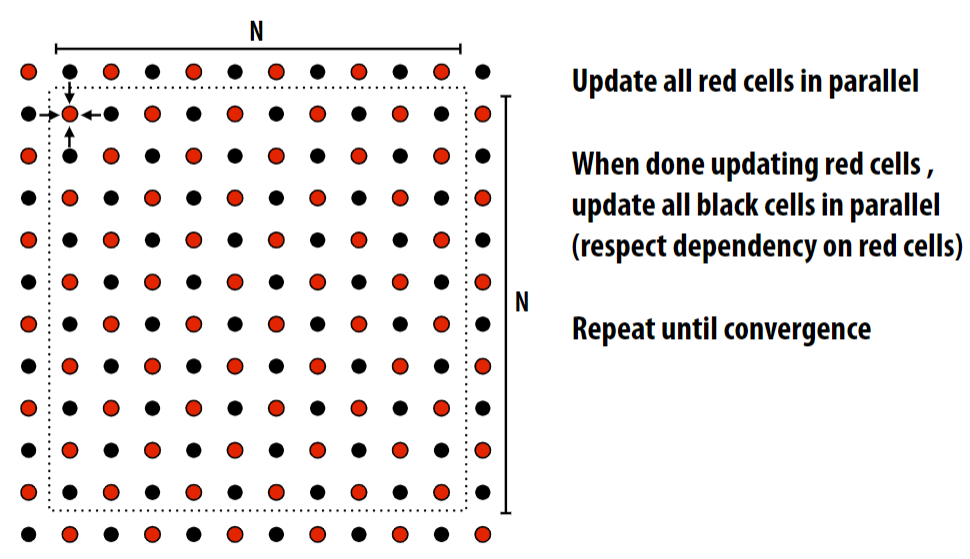 N
Update all red cells in parallel
When done updating red cells ,
update all black cells in parallel
(respect dependency on red cells)
N
Repeat until convergence